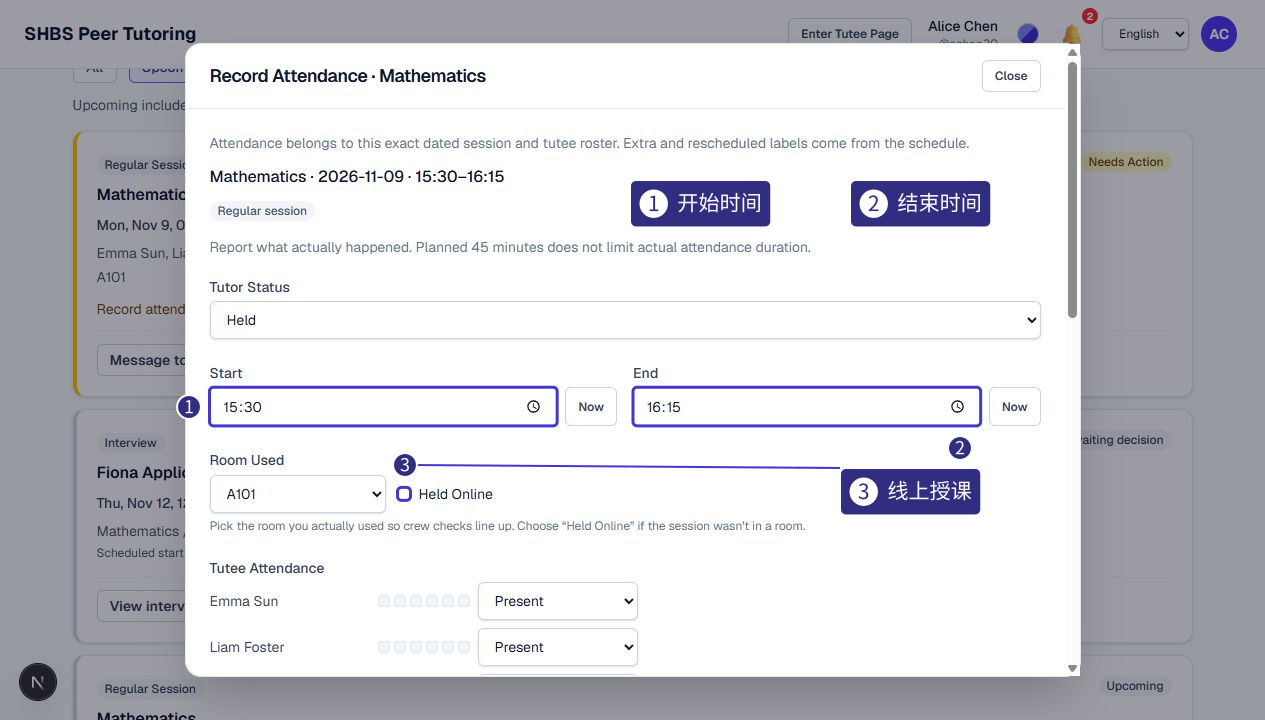 SHBS Peer Tutoring
Enter Tutee Page
Alice Chen
2
English
AC
Upcoming include
Record Attendance · Mathematics
Close
Attendance belongs to this exact dated session and tutee roster. Extra and rescheduled labels come from the schedule.
Mathematics · 2026-11-09 · 15:30–16:15
1 开始时间
2 结束时间
Regular session
Report what actually happened. Planned 45 minutes does not limit actual attendance duration.
Tutor Status
Held
Start
End
1
15:30
Now
16:15
Now
2
Room Used
3
A101
Held Online
3 线上授课
Pick the room you actually used so crew checks line up. Choose “Held Online” if the session wasn't in a room.
Tutee Attendance
Emma Sun
Present
Liam Foster
Present
Regular Sessio
Needs Action
Mathematic
Mon, Nov 9, 0
Emma Sun, Lia
A101
Record attend
Message to
Interview
aiting decision
Fiona Applic
Thu, Nov 12, 12
Mathematics
Scheduled start
View interv
N
Regular Session
Upcoming
Mathematics